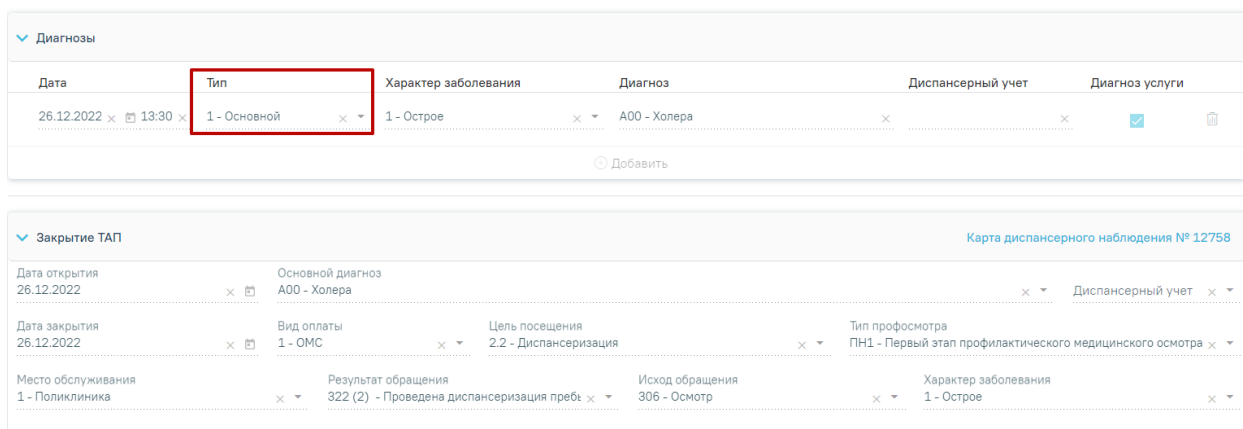 Диагнозы
Дата Тип Характер заболевания Диагноз Диспансерный учет Диагноз услуги
26.12.2022 13:30 1 - Основной 1 - Острое A00 - Холера
Добавить
Закрытие ТАП Карта диспансерного наблюдения № 12758
Дата открытия Основной диагноз
26.12.2022 A00 - Холера Диспансерный учет
Дата закрытия Вид оплаты Цель посещения Тип профосмотра
26.12.2022 1 - ОМС 2.2 - Диспансеризация ПН1 - Первый этап профилактического медицинского осмотра
Место обслуживания Результат обращения Исход обращения Характер заболевания
1 - Поликлиника 322 (2) - Проведена диспансеризация пребы 306 - Осмотр 1 - Острое